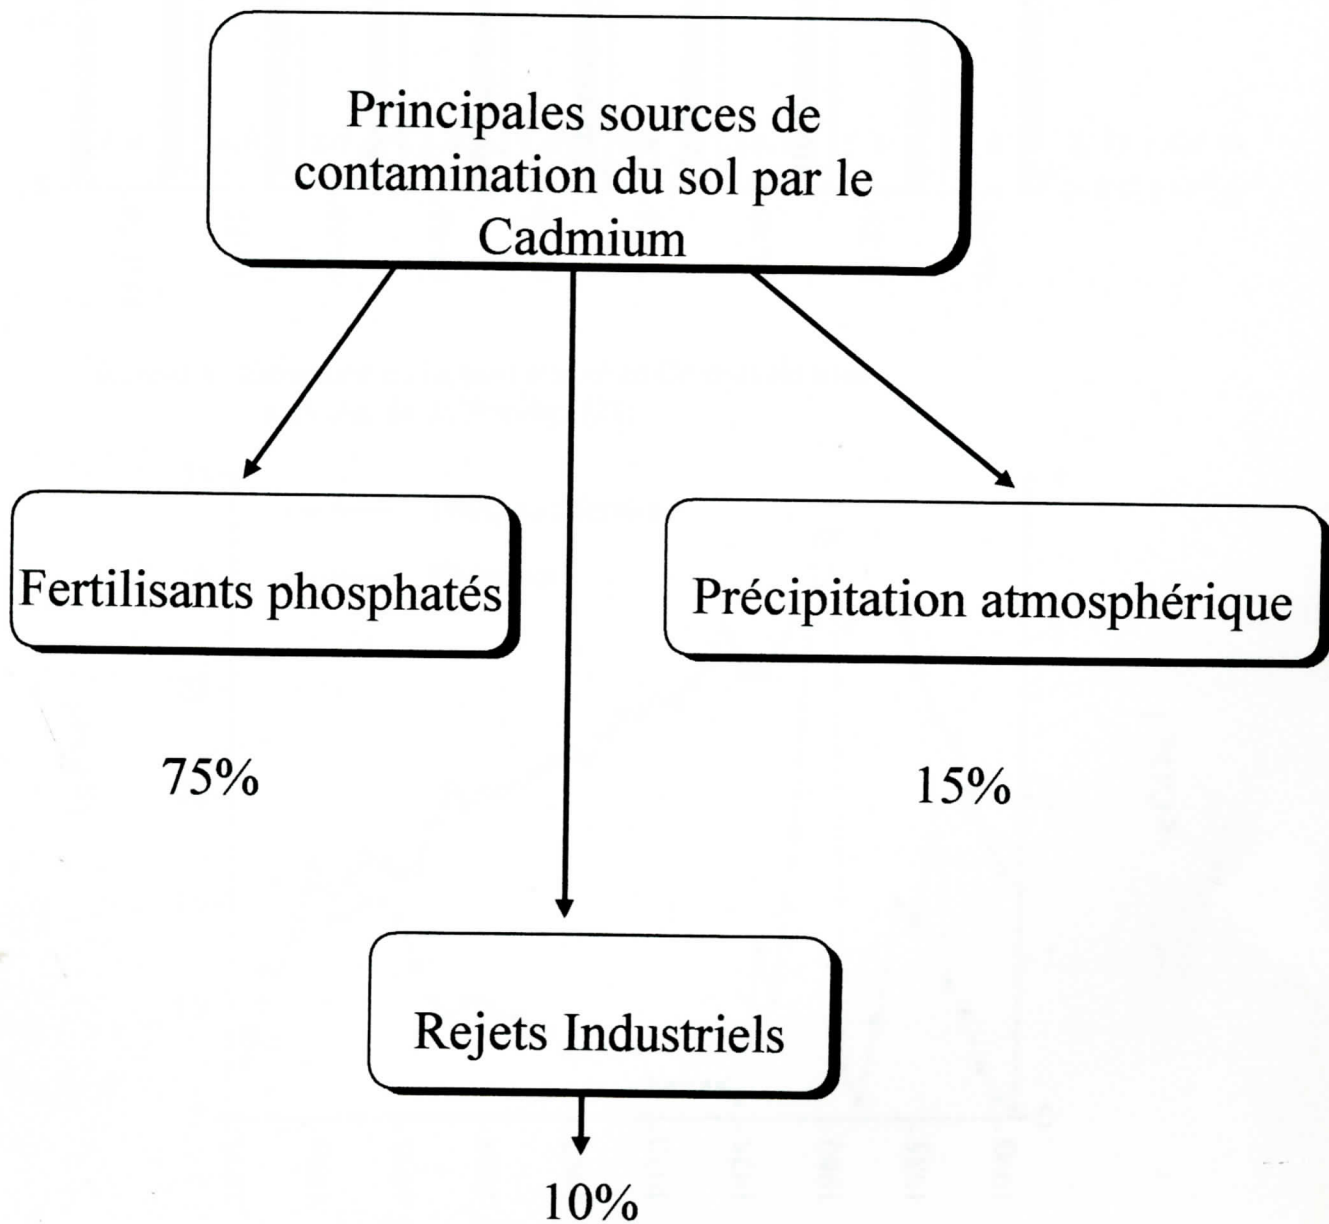 Principales sources de
contamination du sol par le
Cadmium
Fertilisants phosphatés
Précipitation atmosphérique
75%
15%
Rejets Industriels
10%